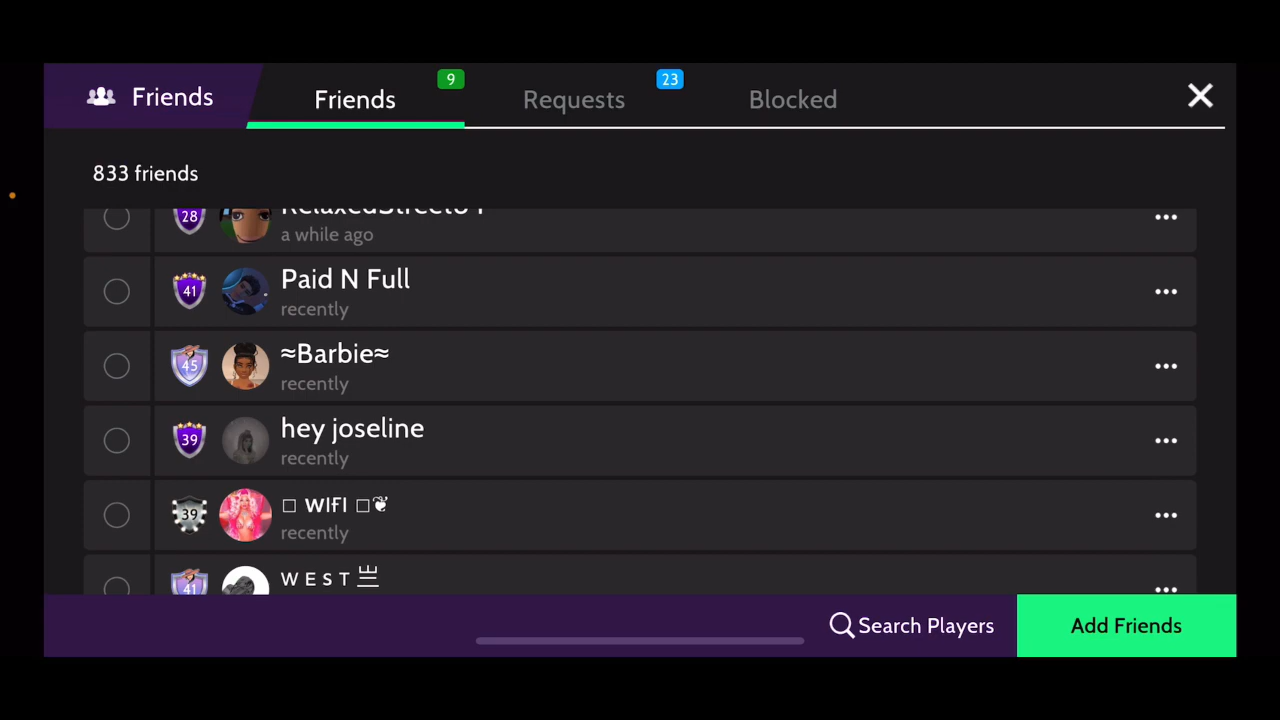 Friends
Friends
9
Requests
23
Blocked
833 friends
28
a while ago
41
Paid N Full
recently
45
≈Barbie≈
recently
39
hey joseline
recently
39
□ WIFI □❦
recently
41
W E S T 亗
Search Players
Add Friends